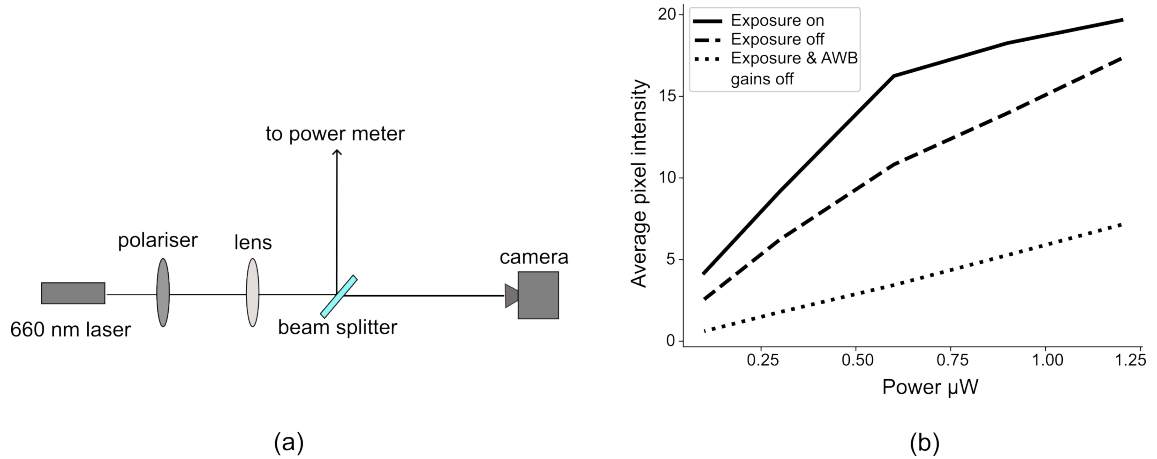 to power meter
polariser
lens
camera
660 nm laser
beam splitter
(a)
Exposure on
Exposure off
Exposure & AWB
gains off
Average pixel intensity
20
15
10
5
0
0.25
0.50
0.75
1.00
1.25
Power µW
(b)